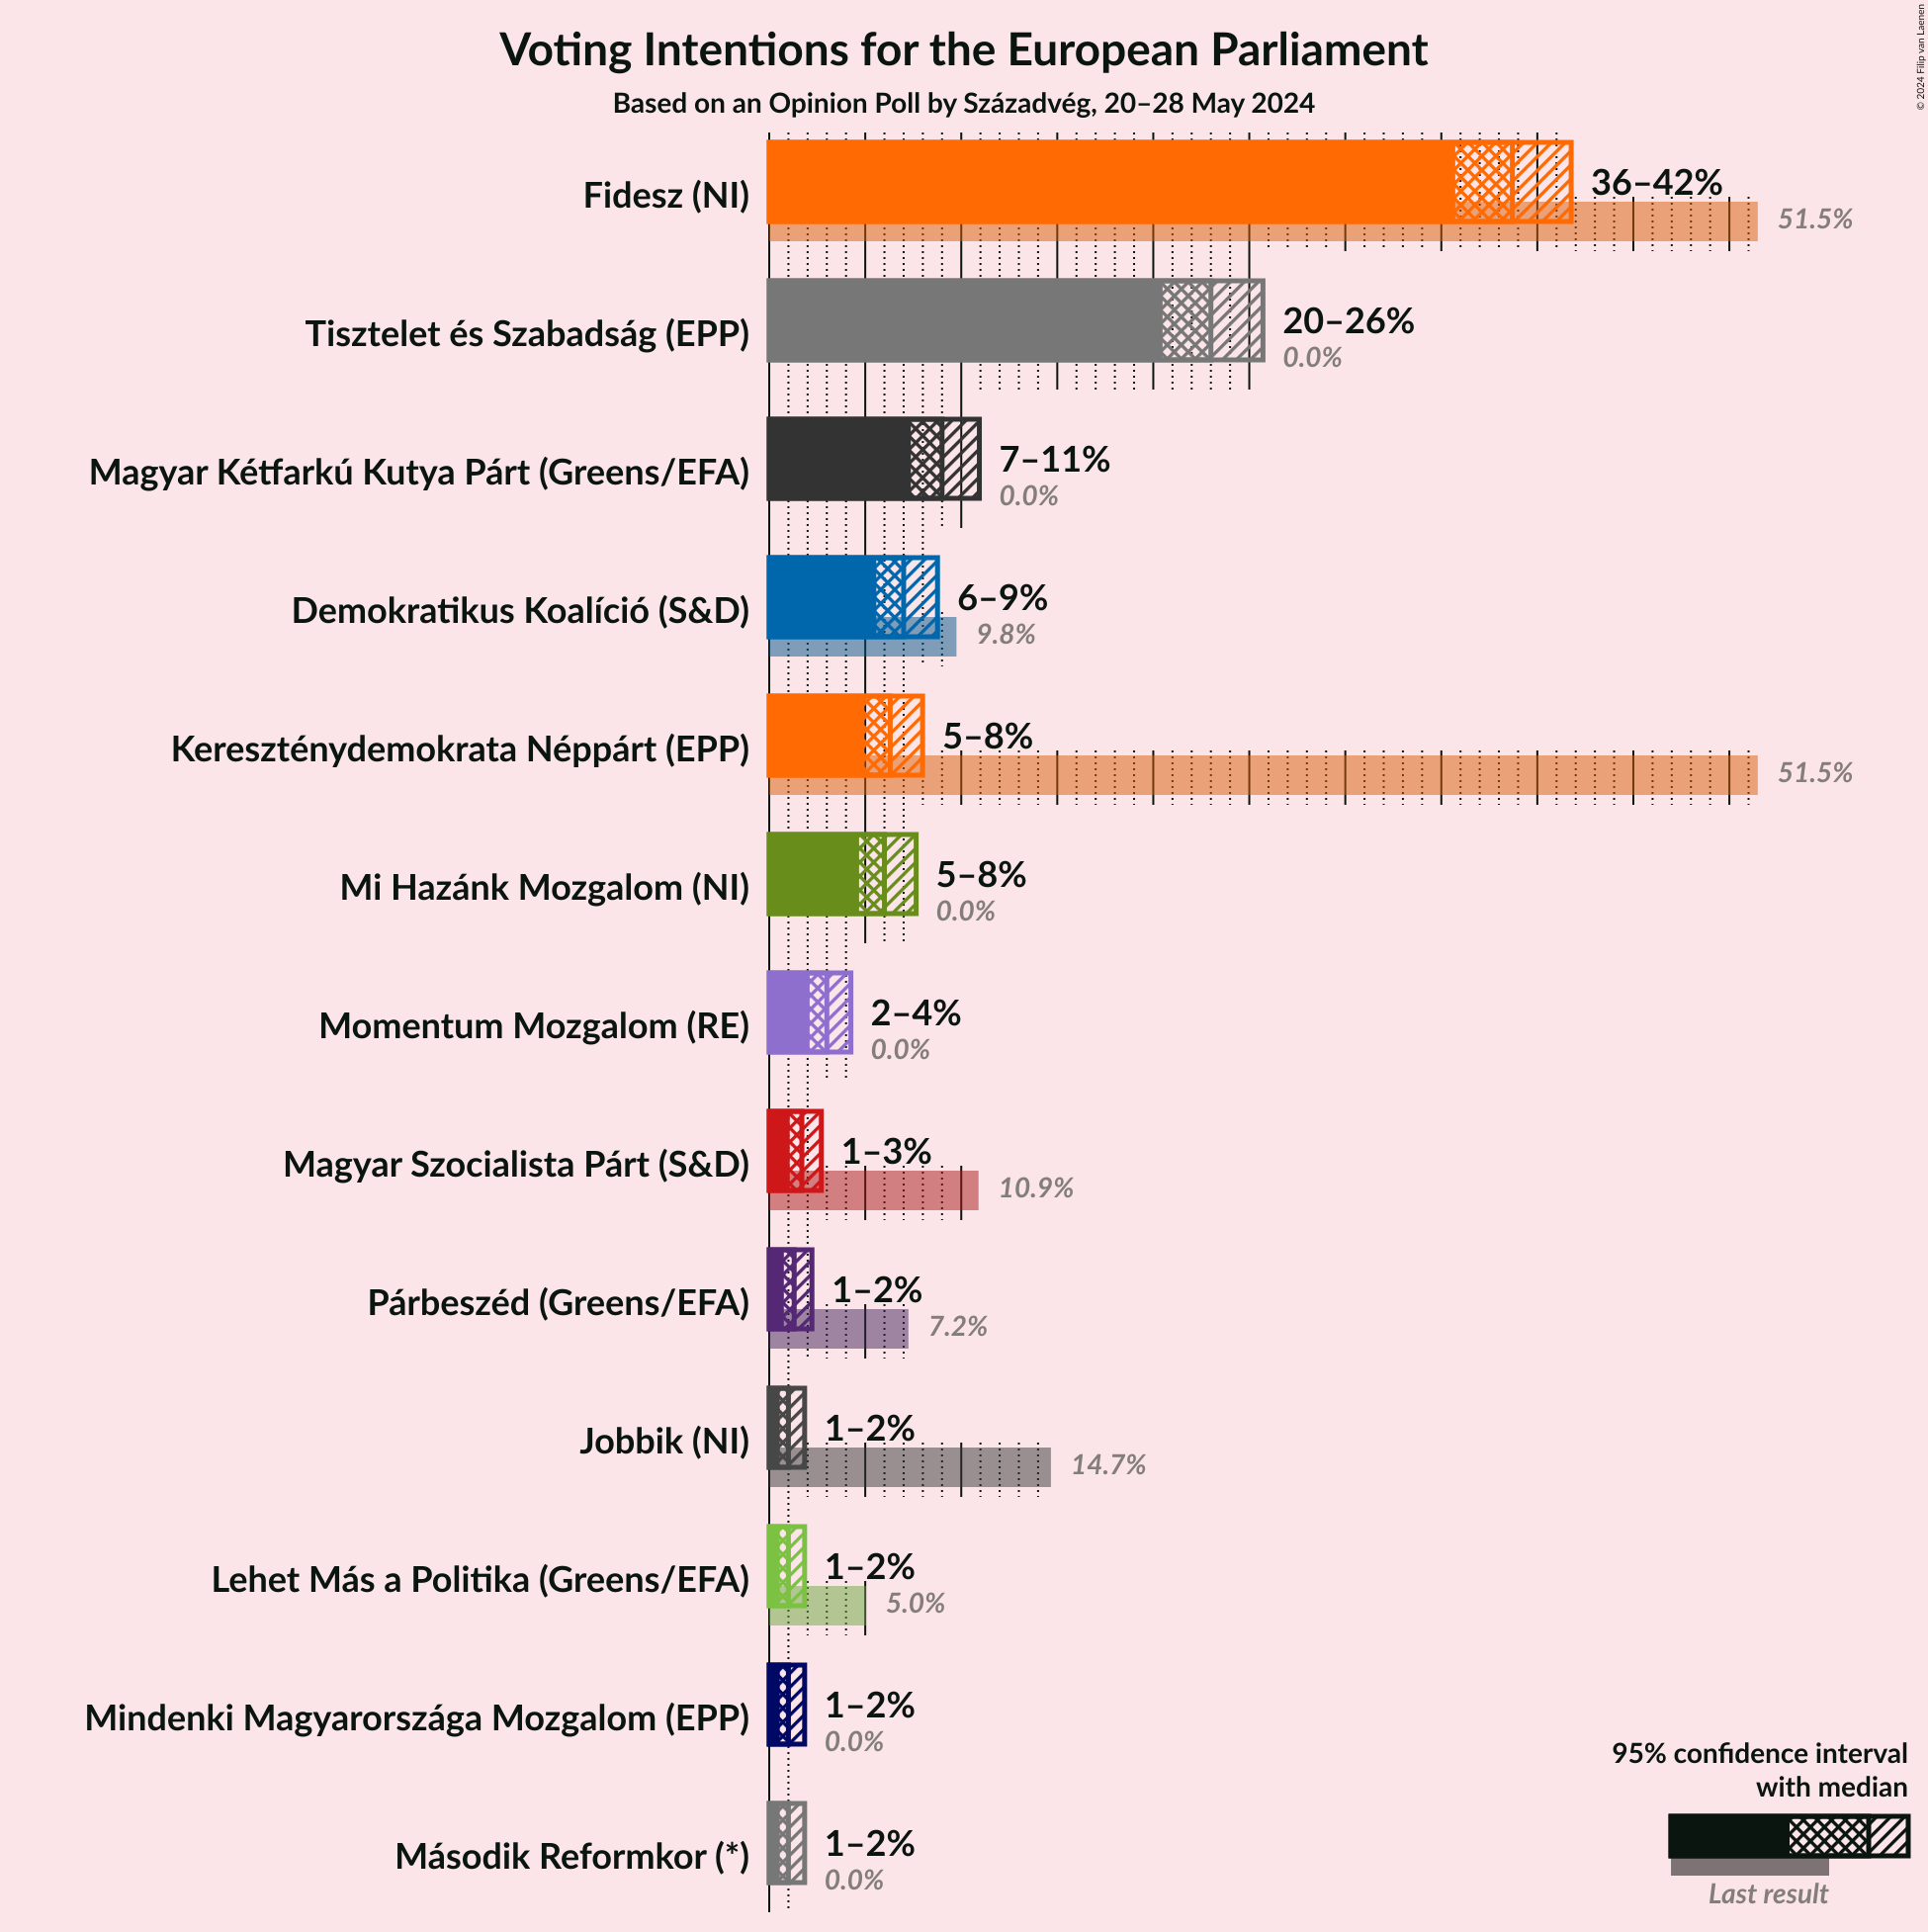 Voting Intentions for the European Parliament
Based on an Opinion Poll by Századvég, 20–28 May 2024
© 2024 Filip van Laenen
Fidesz (NI)
36–42%
51.5%
Tisztelet és Szabadság (EPP)
20–26%
0.0%
Magyar Kétfarkú Kutya Párt (Greens/EFA)
7–11%
0.0%
Demokratikus Koalíció (S&D)
6–9%
9.8%
Kereszténydemokrata Néppárt (EPP)
5–8%
51.5%
Mi Hazánk Mozgalom (NI)
5–8%
0.0%
Momentum Mozgalom (RE)
2–4%
0.0%
Magyar Szocialista Párt (S&D)
1–3%
10.9%
Párbeszéd (Greens/EFA)
1–2%
7.2%
Jobbik (NI)
1–2%
14.7%
Lehet Más a Politika (Greens/EFA)
1–2%
5.0%
Mindenki Magyarországa Mozgalom (EPP)
1–2%
0.0%
Második Reformkor (*)
1–2%
0.0%
95% confidence interval
with median
Last result